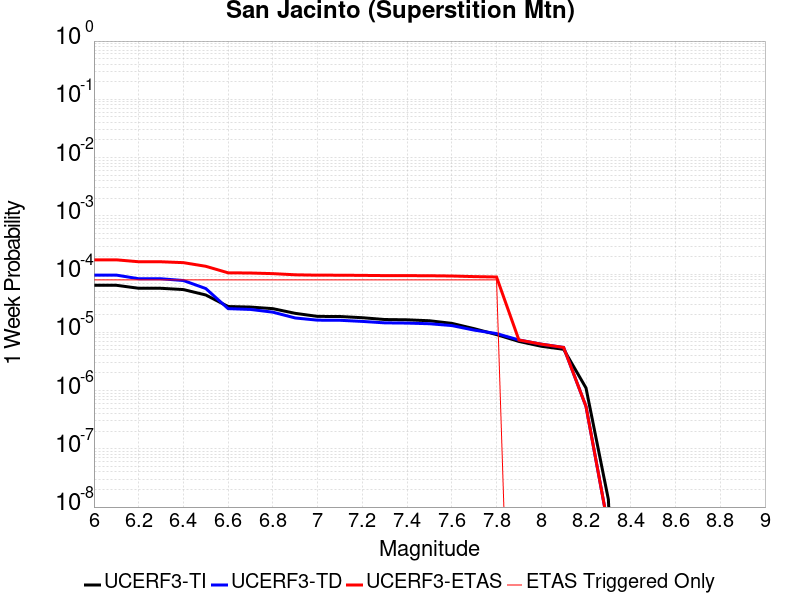 San Jacinto (Superstition Mtn)
10^0
10^-1
10^-2
10^-3
10^-4
10^-5
10^-6
10^-7
10^-8
1 Week Probability
6 6.2 6.4 6.6 6.8 7 7.2 7.4 7.6 7.8 8 8.2 8.4 8.6 8.8 9
Magnitude
UCERF3-TI UCERF3-TD UCERF3-ETAS ETAS Triggered Only